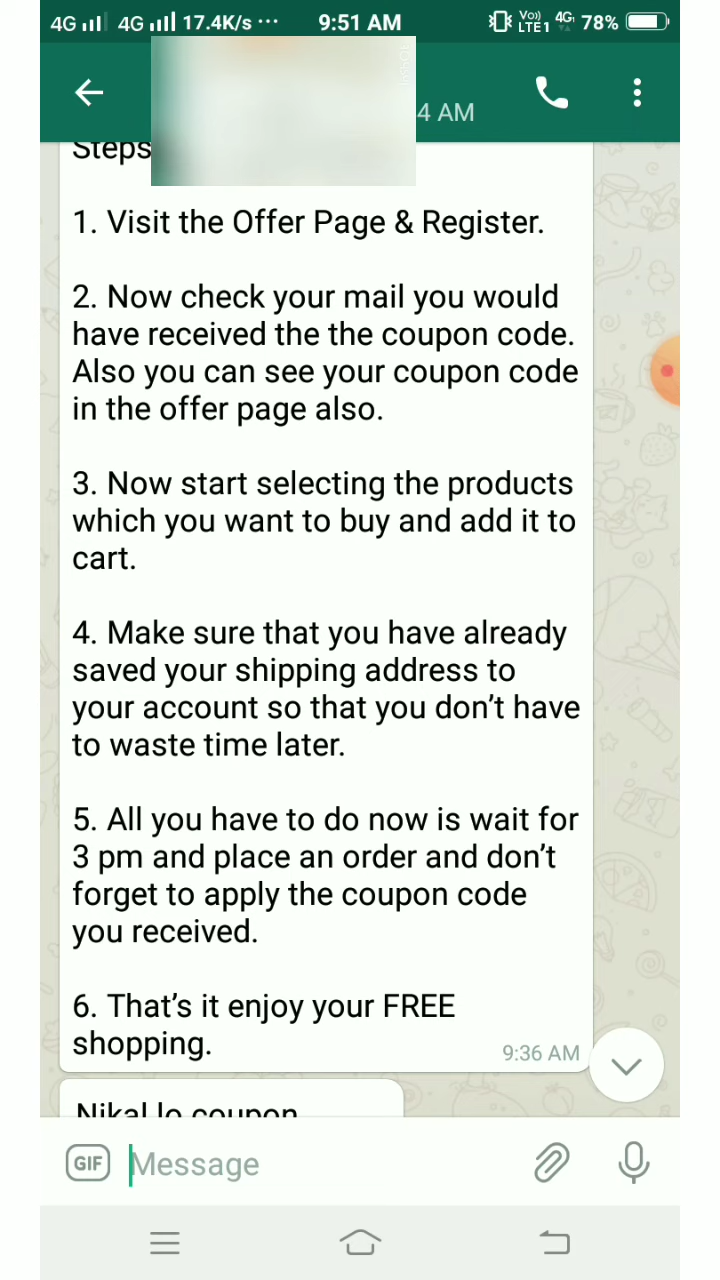 4G 4G 17.4K/s ··· 9:51 AM Vo) LTE1 4G 78%
4 AM
Steps
1. Visit the Offer Page & Register.
2. Now check your mail you would
have received the the coupon code.
Also you can see your coupon code
in the offer page also.
3. Now start selecting the products
which you want to buy and add it to
cart.
4. Make sure that you have already
saved your shipping address to
your account so that you don’t have
to waste time later.
5. All you have to do now is wait for
3 pm and place an order and don’t
forget to apply the coupon code
you received.
6. That’s it enjoy your FREE
shopping.
9:36 AM
Nikal lo coupon
GIF Message